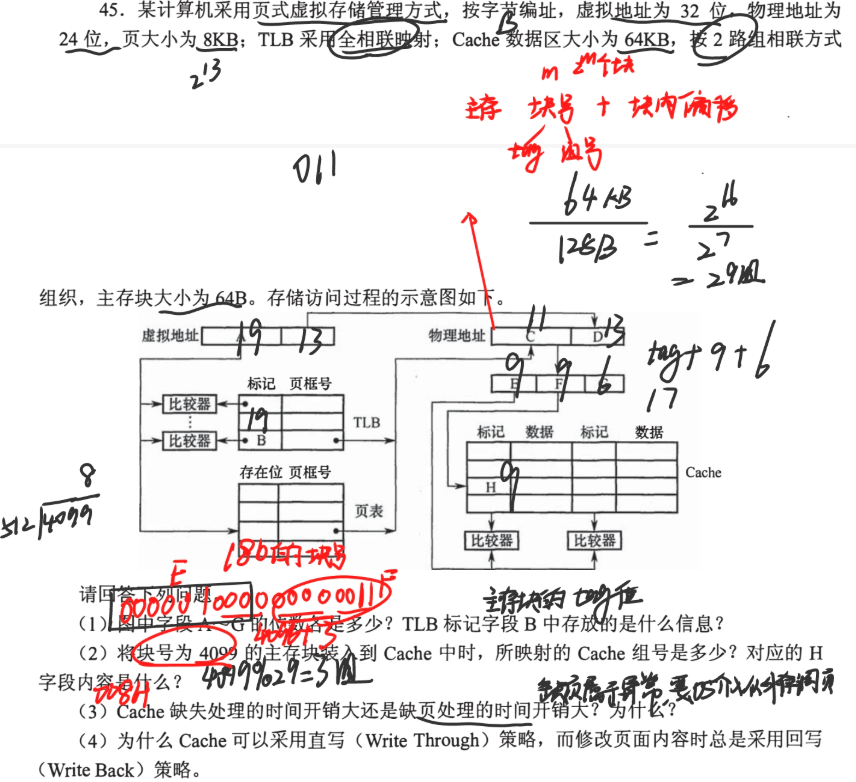 45．某计算机采用页式虚拟存储管理方式，按字节编址，虚拟地址为 32 位，物理地址为
24 位，页大小为 8KB；TLB 采用全相联映射；Cache 数据区大小为 64KB，按 2 路组相联方式
B
2^13
m 2^m个块
主存 块号 + 块内偏移
tag 组号
011
64KB
128B
= 2^16
2^7
= 2^9组
组织，主存块大小为 64B。存储访问过程的示意图如下。
虚拟地址 19 13
物理地址 11 C D 13
tag + 9 + 6
17
E 9 F 9 G 6
标记 页框号
比较器
19
比较器 B
TLB
标记 数据 标记 数据
H 9
Cache
存在位 页框号
页表
比较器 比较器
8
512 4099
18bit的块号
E F
请回答下列问题
000001000000000011
主存块的 tag位
（1）图中字段 A～G 的位数各是多少？TLB 标记字段 B 中存放的是什么信息？
4096+3
（2）将块号为 4099 的主存块装入到 Cache 中时，所映射的 Cache 组号是多少？对应的 H
字段内容是什么？
4099%2^9=3组
008H
缺页属于异常 要OS介入从外存调页
（3）Cache 缺失处理的时间开销大还是缺页处理的时间开销大？为什么？
（4）为什么 Cache 可以采用直写（Write Through）策略，而修改页面内容时总是采用回写
（Write Back）策略。